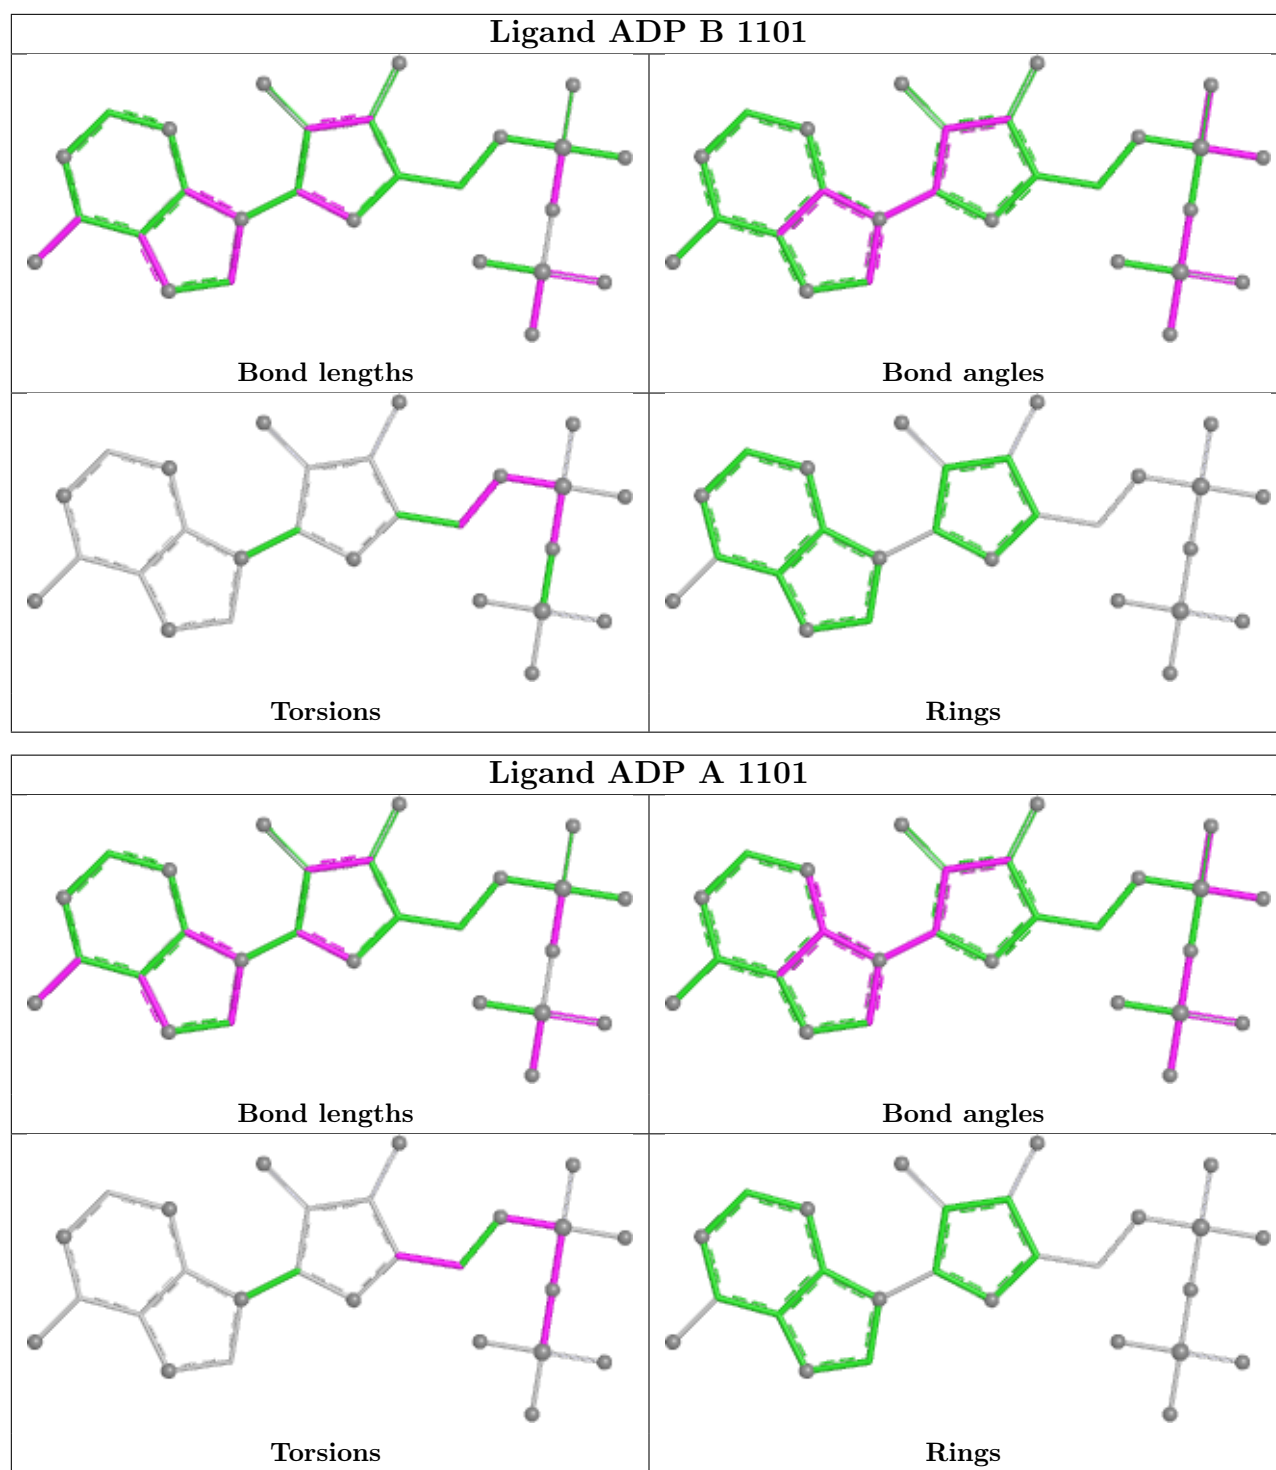 Ligand ADP B 1101
Bond lengths
Bond angles
Torsions
Rings
Ligand ADP A 1101
Bond lengths
Bond angles
Torsions
Rings